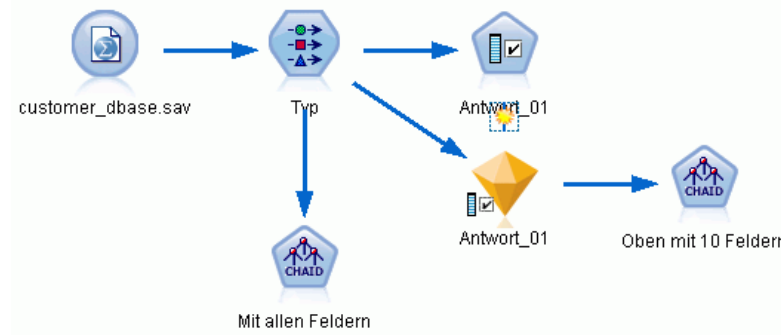 customer_dbase.sav
Typ
Antwort_01
CHAID
Antwort_01
Oben mit 10 Feldern
CHAID
Mit allen Feldern